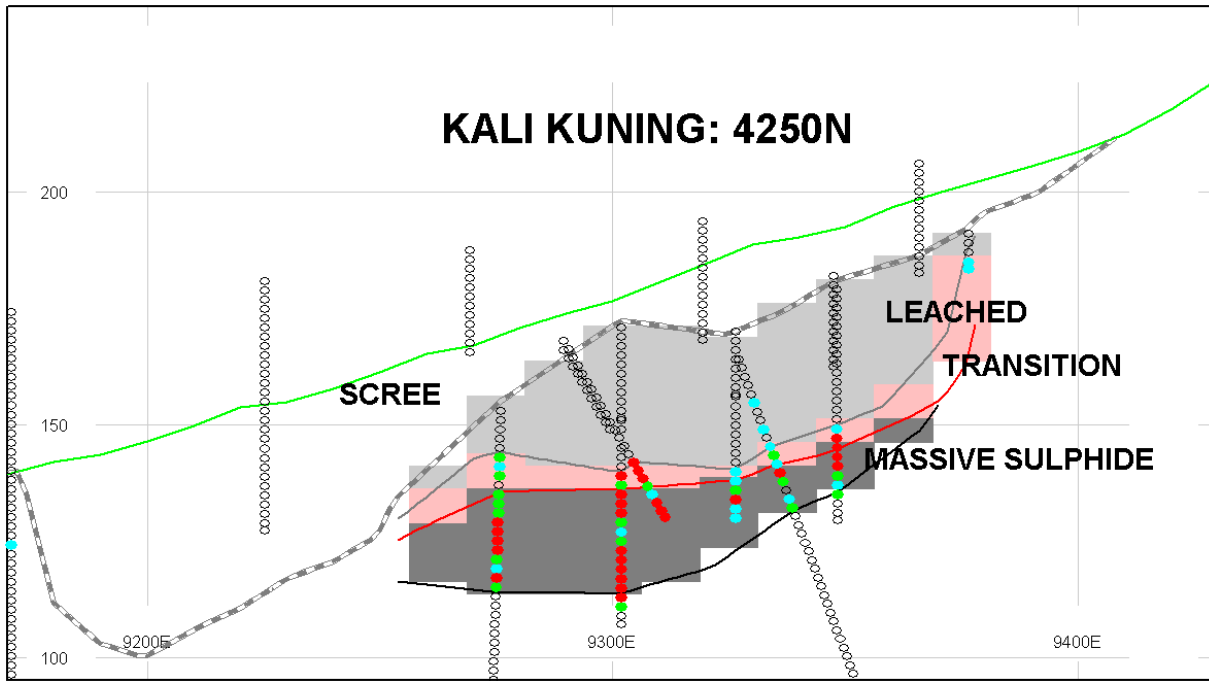 KALI KUNING: 4250N
200
LEACHED
TRANSITION
SCREE
150
MASSIVE SULPHIDE
9200E
9300E
9400E
100